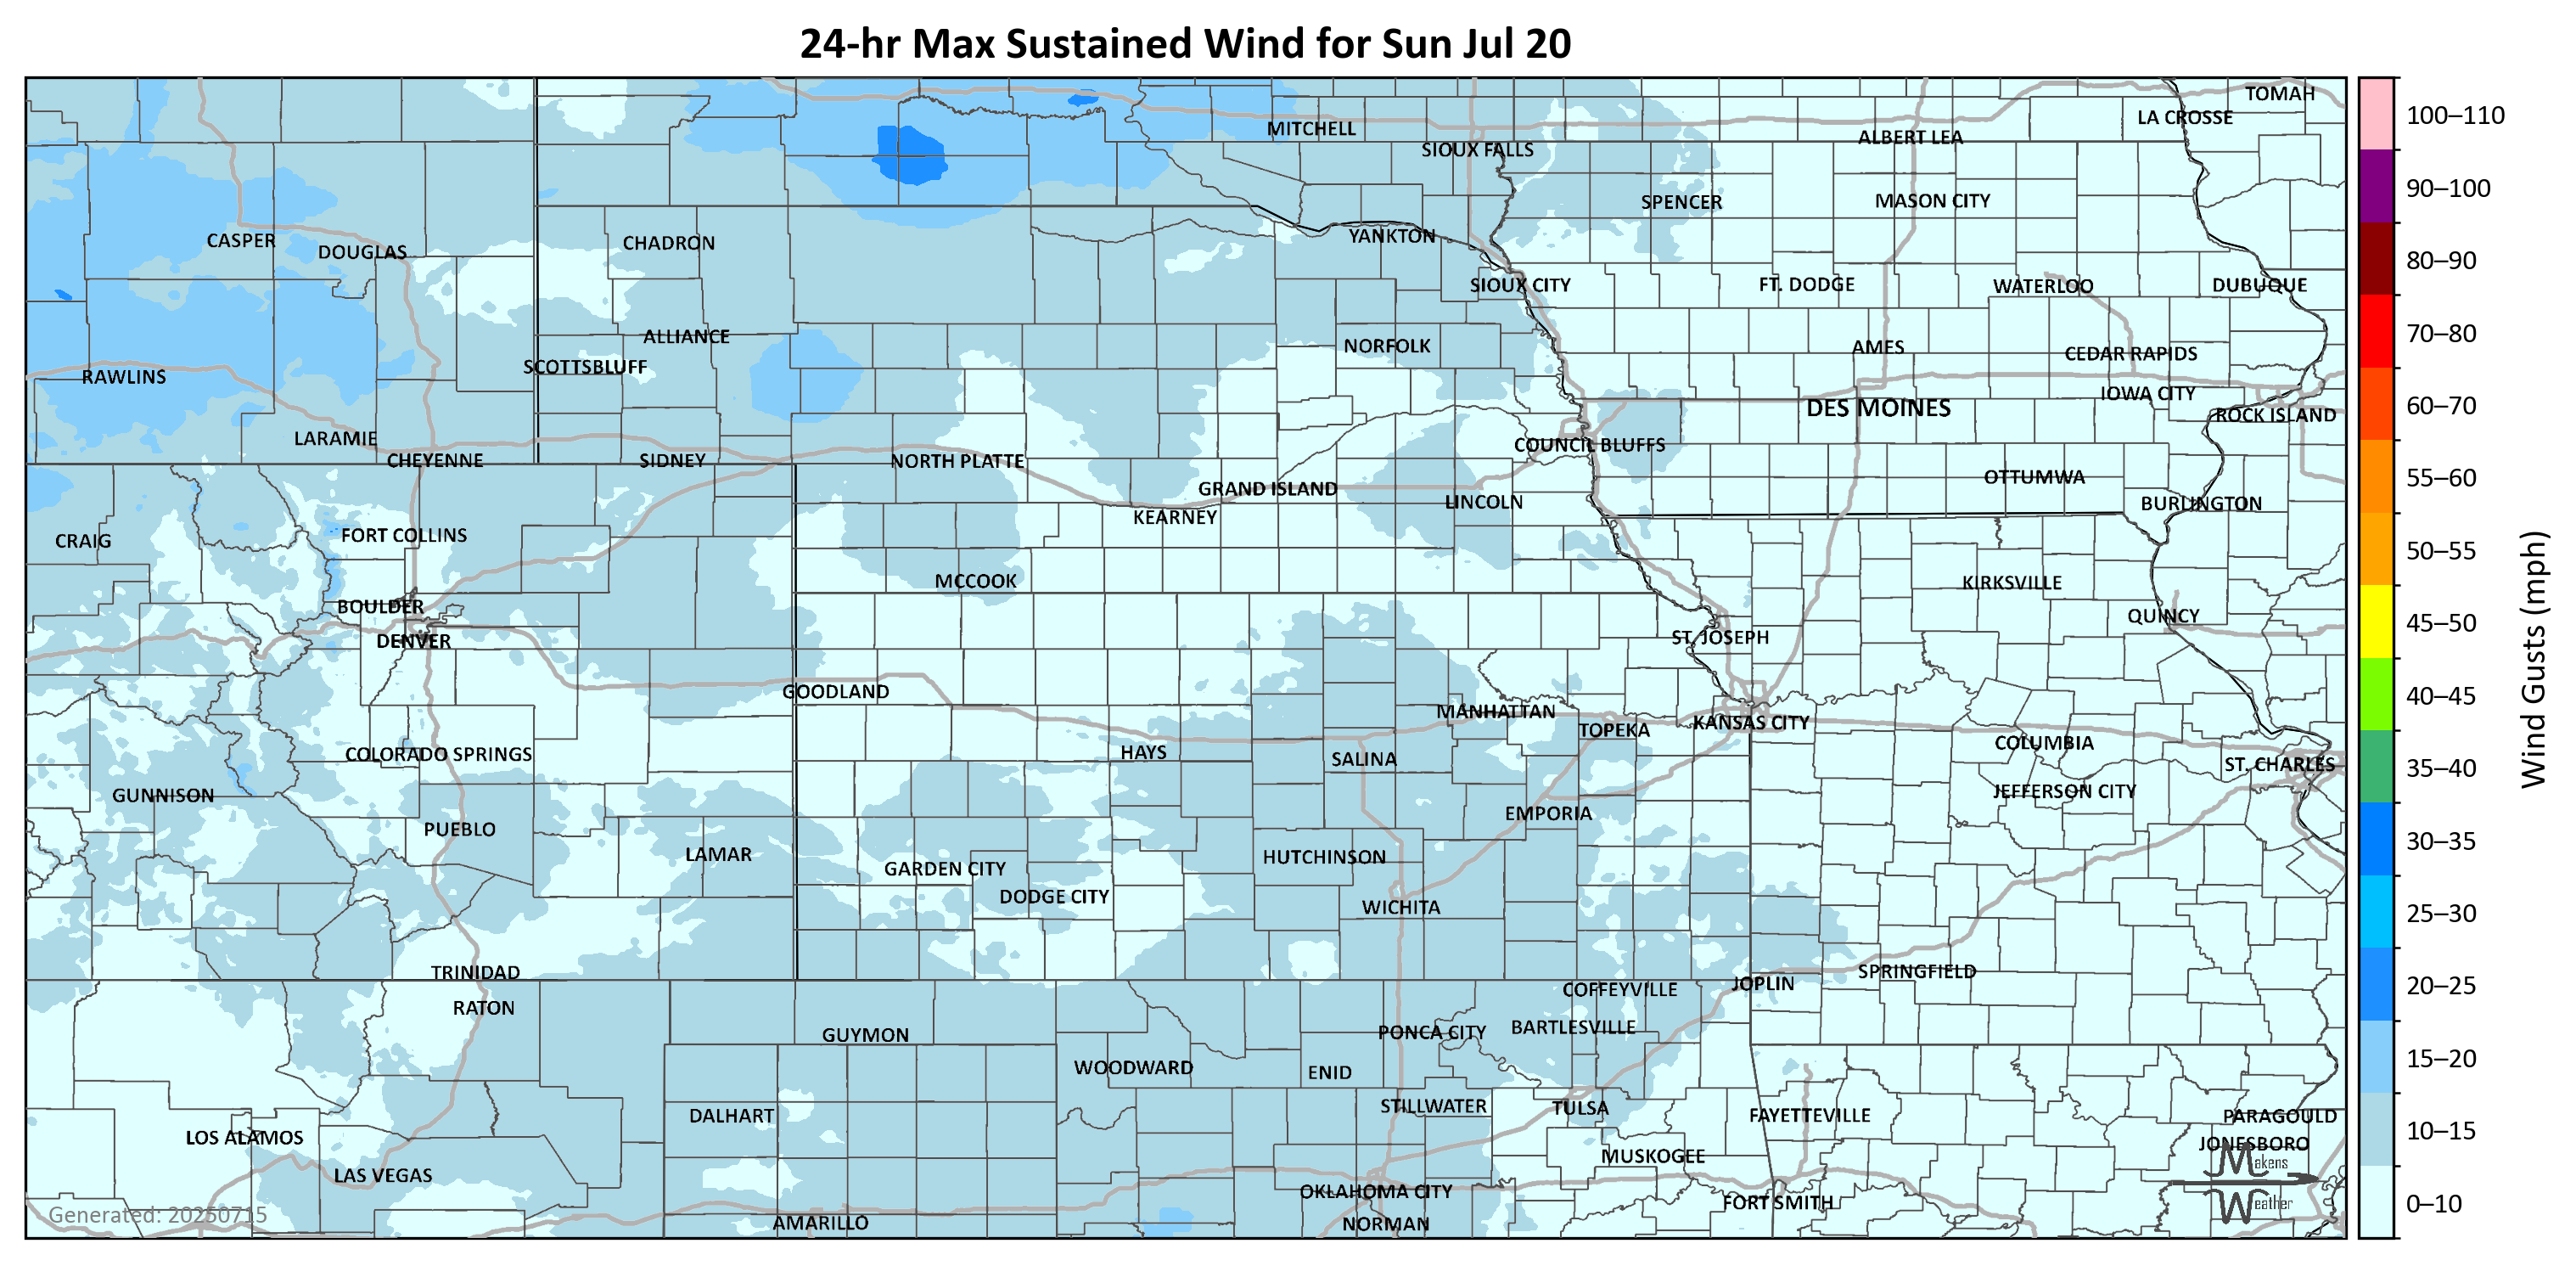 24-hr Max Sustained Wind for Sun Jul 20
TOMAH
LA CROSSE
MITCHELL
ALBERT LEA
SIOUX FALLS
SPENCER
MASON CITY
CASPER
DOUGLAS
CHADRON
YANKTON
SIOUX CITY
FT. DODGE
WATERLOO
DUBUQUE
ALLIANCE
NORFOLK
AMES
CEDAR RAPIDS
SCOTTSBLUFF
RAWLINS
IOWA CITY
DES MOINES
ROCK ISLAND
LARAMIE
COUNCIL BLUFFS
CHEYENNE
SIDNEY
NORTH PLATTE
OTTUMWA
GRAND ISLAND
LINCOLN
BURLINGTON
KEARNEY
FORT COLLINS
CRAIG
MCCOOK
KIRKSVILLE
BOULDER
QUINCY
DENVER
ST. JOSEPH
GOODLAND
MANHATTAN
KANSAS CITY
TOPEKA
COLUMBIA
COLORADO SPRINGS
HAYS
SALINA
ST. CHARLES
GUNNISON
JEFFERSON CITY
EMPORIA
PUEBLO
LAMAR
HUTCHINSON
GARDEN CITY
DODGE CITY
WICHITA
TRINIDAD
SPRINGFIELD
JOPLIN
COFFEYVILLE
RATON
GUYMON
PONCA CITY
BARTLESVILLE
WOODWARD
ENID
STILLWATER
TULSA
DALHART
FAYETTEVILLE
PARAGOULD
LOS ALAMOS
JONESBORO
MUSKOGEE
LAS VEGAS
OKLAHOMA CITY
FORT SMITH
AMARILLO
NORMAN
Generated: 20250715
Makens
Weather
100–110
90–100
80–90
70–80
60–70
55–60
50–55
45–50
40–45
35–40
30–35
25–30
20–25
15–20
10–15
0–10
Wind Gusts (mph)